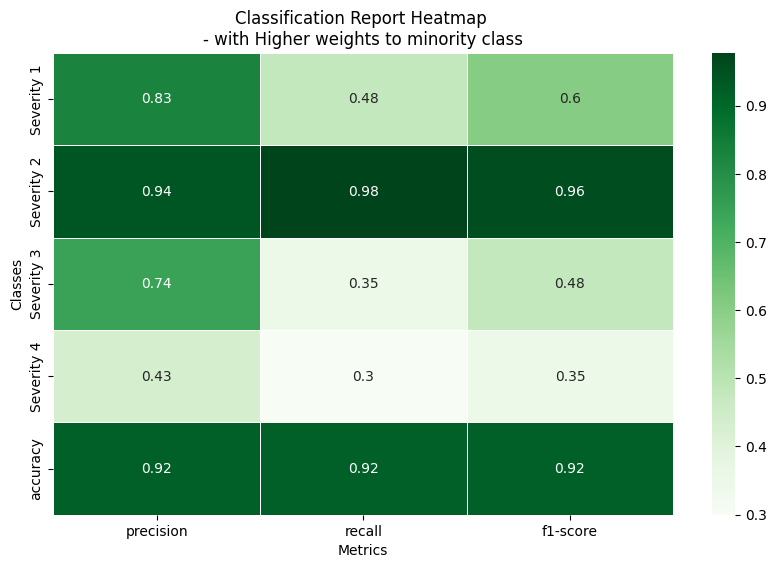 Classification Report Heatmap
- with Higher weights to minority class
Classes
Severity 1
0.83
0.48
0.6
Severity 2
0.94
0.98
0.96
Severity 3
0.74
0.35
0.48
Severity 4
0.43
0.3
0.35
accuracy
0.92
0.92
0.92
precision
recall
f1-score
Metrics
0.9
0.8
0.7
0.6
0.5
0.4
0.3